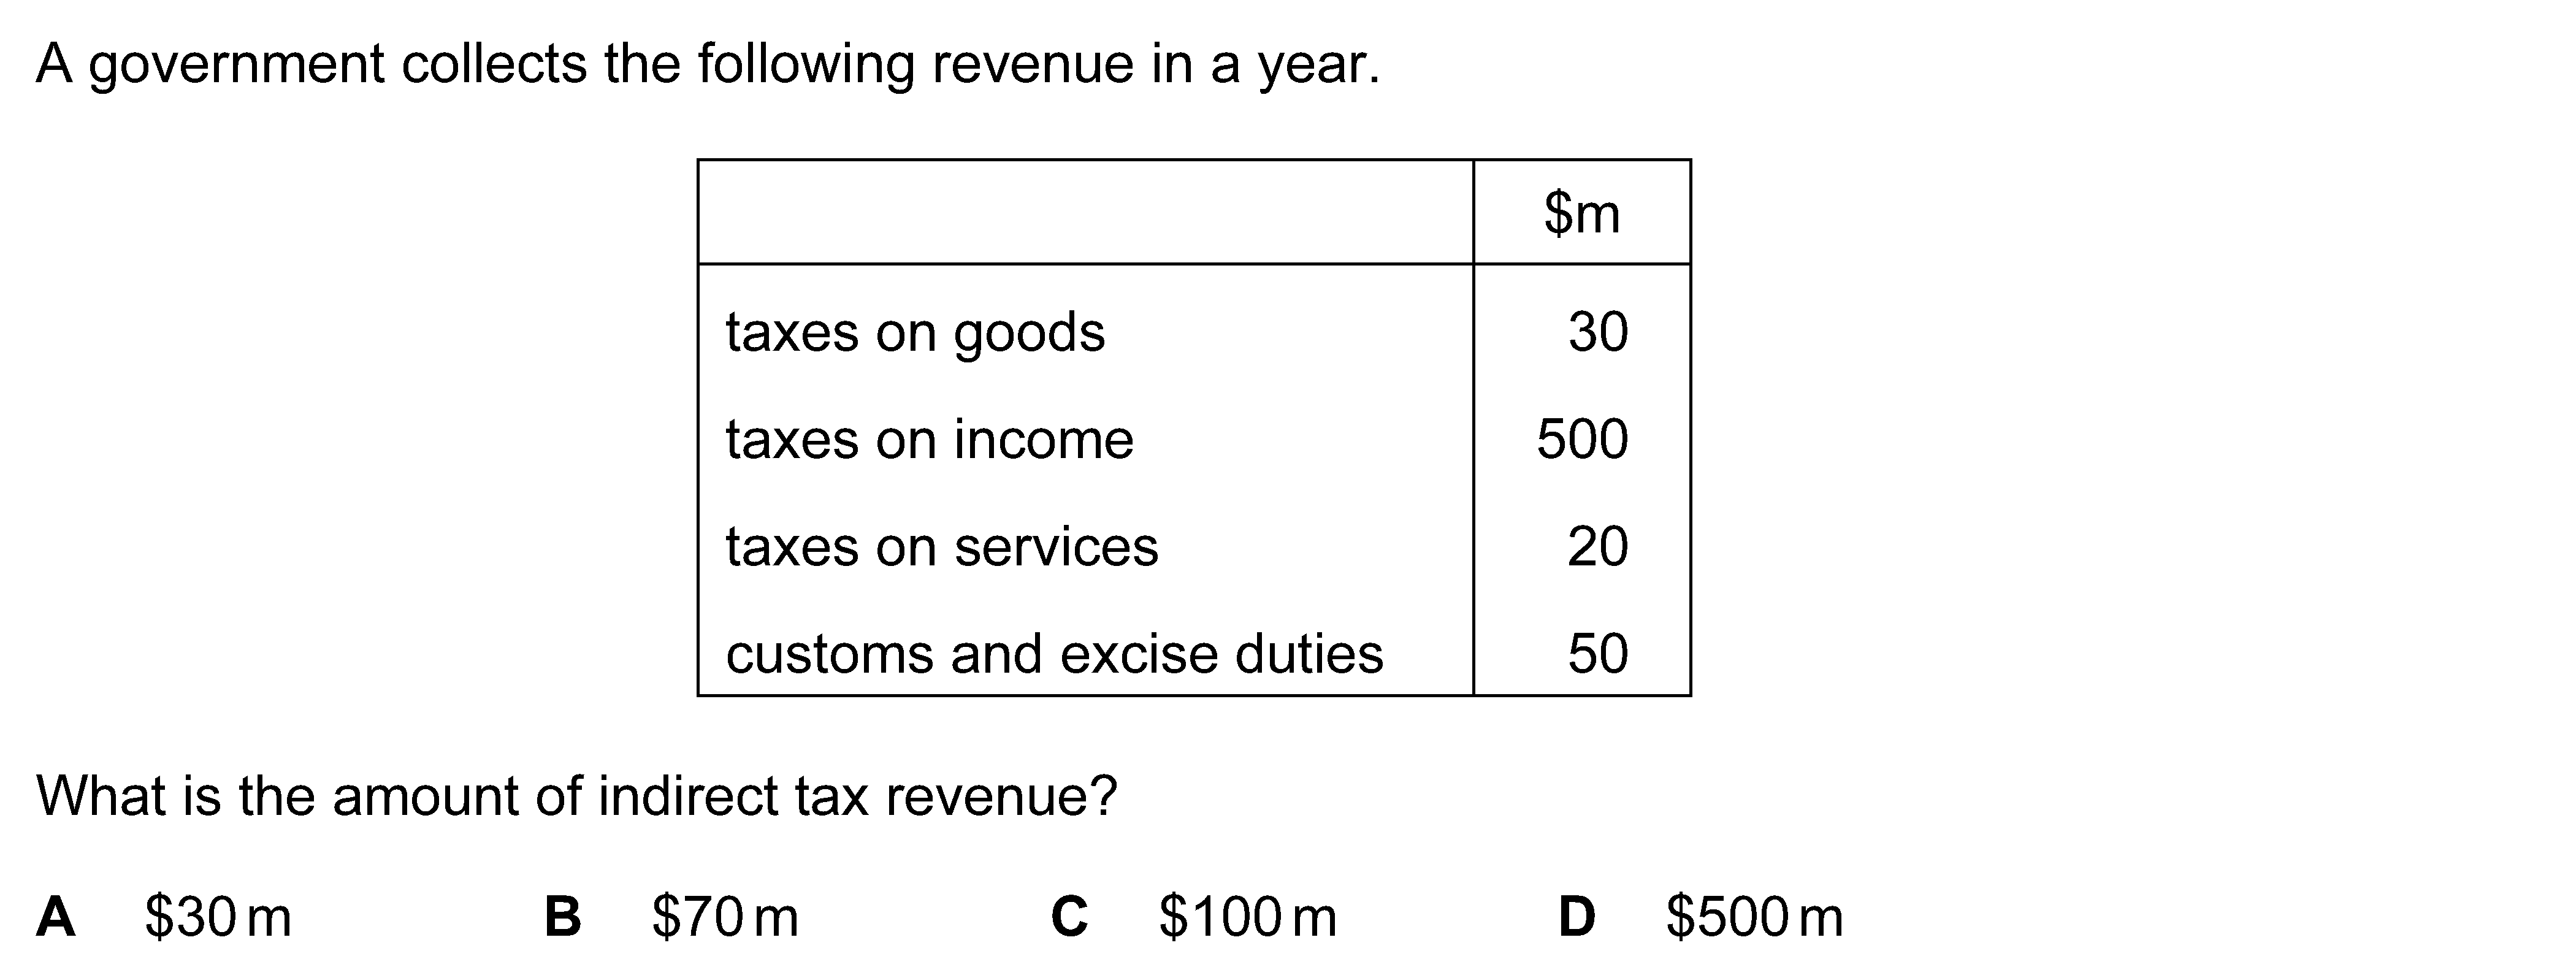 A government collects the following revenue in a year.
$m
taxes on goods 30
taxes on income 500
taxes on services 20
customs and excise duties 50
What is the amount of indirect tax revenue?
A $30 m B $70 m C $100 m D $500 m